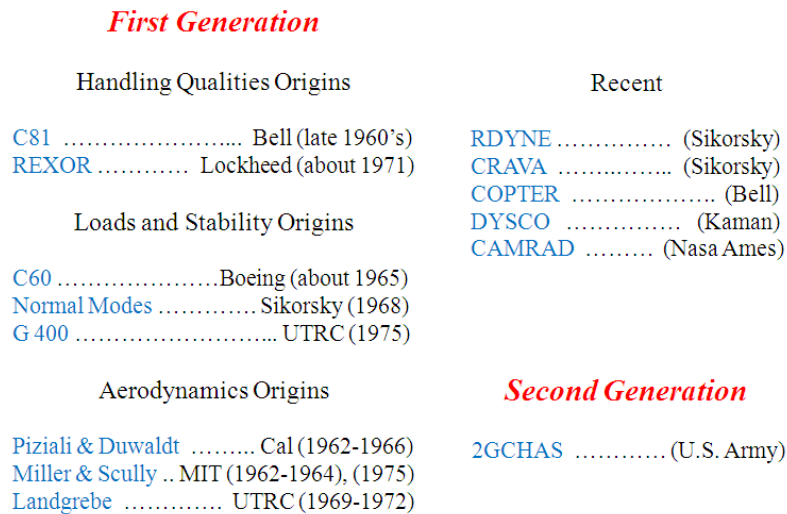 First Generation
Handling Qualities Origins
C81 …………………... Bell (late 1960's)
REXOR ………… Lockheed (about 1971)
Loads and Stability Origins
C60 …………………Boeing (about 1965)
Normal Modes …………. Sikorsky (1968)
G 400 ……………………... UTRC (1975)
Aerodynamics Origins
Piziali & Duwaldt ……... Cal (1962-1966)
Miller & Scully .. MIT (1962-1964), (1975)
Landgrebe …………. UTRC (1969-1972)
Recent
RDYNE …………… (Sikorsky)
CRAVA ……..…….. (Sikorsky)
COPTER ………………. (Bell)
DYSCO …………… (Kaman)
CAMRAD ……… (Nasa Ames)
Second Generation
2GCHAS ………… (U.S. Army)